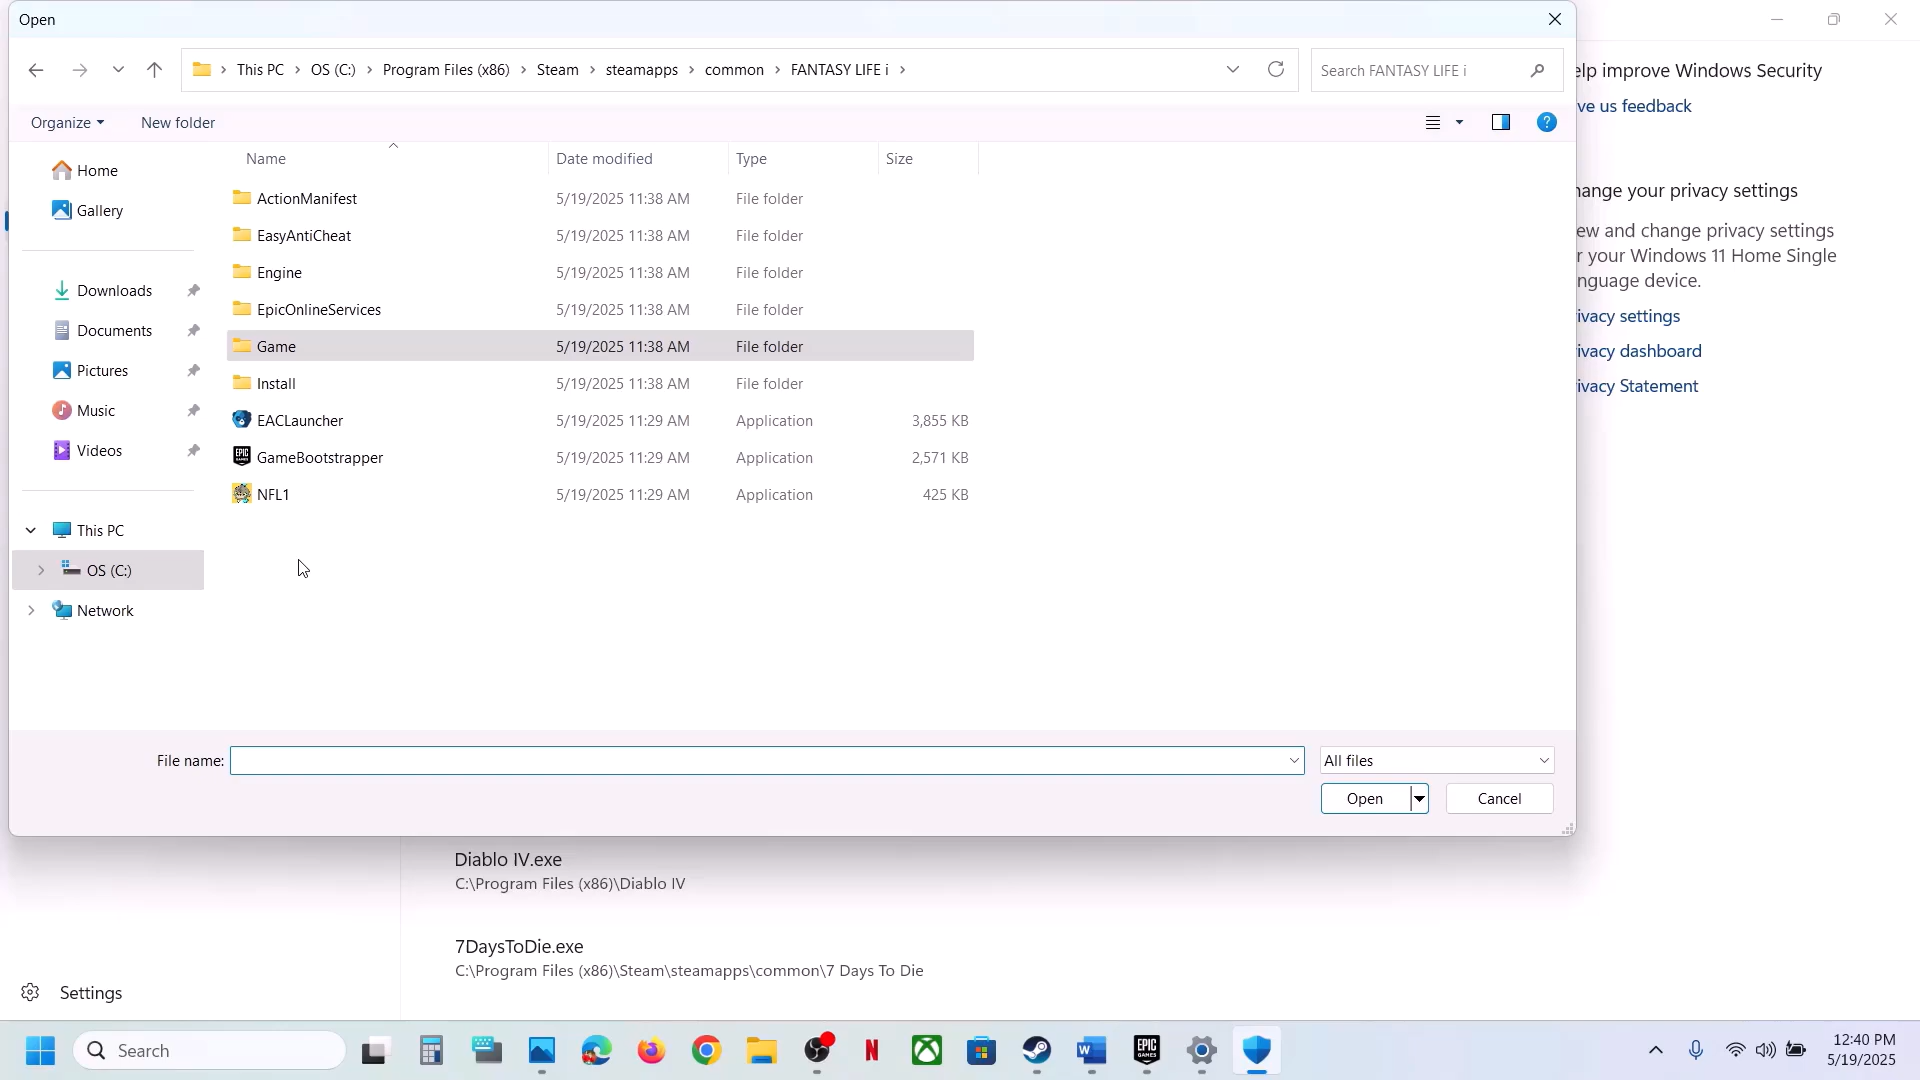 Open
This PC > OS (C:) > Program Files (x86) > Steam > steamapps > common > FANTASY LIFE i >
Search FANTASY LIFE i
Organize
New folder
Name
Date modified
Type
Size
Home
Gallery
Downloads
Documents
Pictures
Music
Videos
This PC
OS (C:)
Network
ActionManifest 5/19/2025 11:38 AM File folder
EasyAntiCheat 5/19/2025 11:38 AM File folder
Engine 5/19/2025 11:38 AM File folder
EpicOnlineServices 5/19/2025 11:38 AM File folder
Game 5/19/2025 11:38 AM File folder
Install 5/19/2025 11:38 AM File folder
EACLauncher 5/19/2025 11:29 AM Application 3,855 KB
GameBootstrapper 5/19/2025 11:29 AM Application 2,571 KB
NFL1 5/19/2025 11:29 AM Application 425 KB
File name:
All files
Open
Cancel
elp improve Windows Security
ve us feedback
hange your privacy settings
ew and change privacy settings
r your Windows 11 Home Single
nguage device.
ivacy settings
ivacy dashboard
ivacy Statement
Diablo IV.exe
C:\Program Files (x86)\Diablo IV
7DaysToDie.exe
C:\Program Files (x86)\Steam\steamapps\common\7 Days To Die
Settings
Search
12:40 PM
5/19/2025